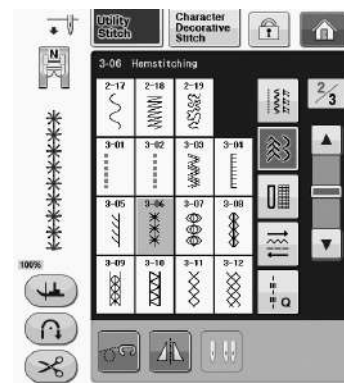 Utility
Stitch
Character
Decorative
Stitch
N
3-06 Hemstitching
2/3
2-17 2-18 2-19
3-01 3-02 3-03 3-04
3-05 3-06 3-07 3-08
3-09 3-10 3-11 3-12
100%
Q